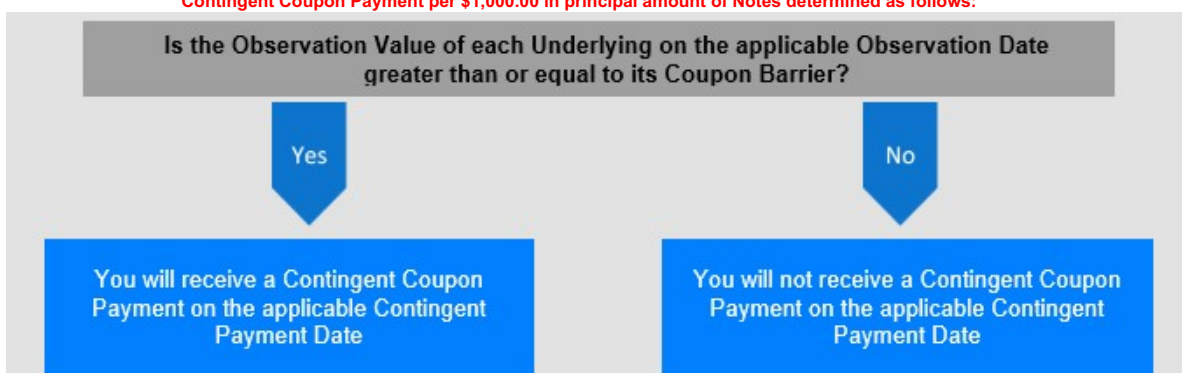 Contingent Coupon Payment per $1,000.00 in principal amount of Notes determined as follows:
Is the Observation Value of each Underlying on the applicable Observation Date
greater than or equal to its Coupon Barrier?
Yes
No
You will receive a Contingent Coupon
Payment on the applicable Contingent
Payment Date
You will not receive a Contingent Coupon
Payment on the applicable Contingent
Payment Date